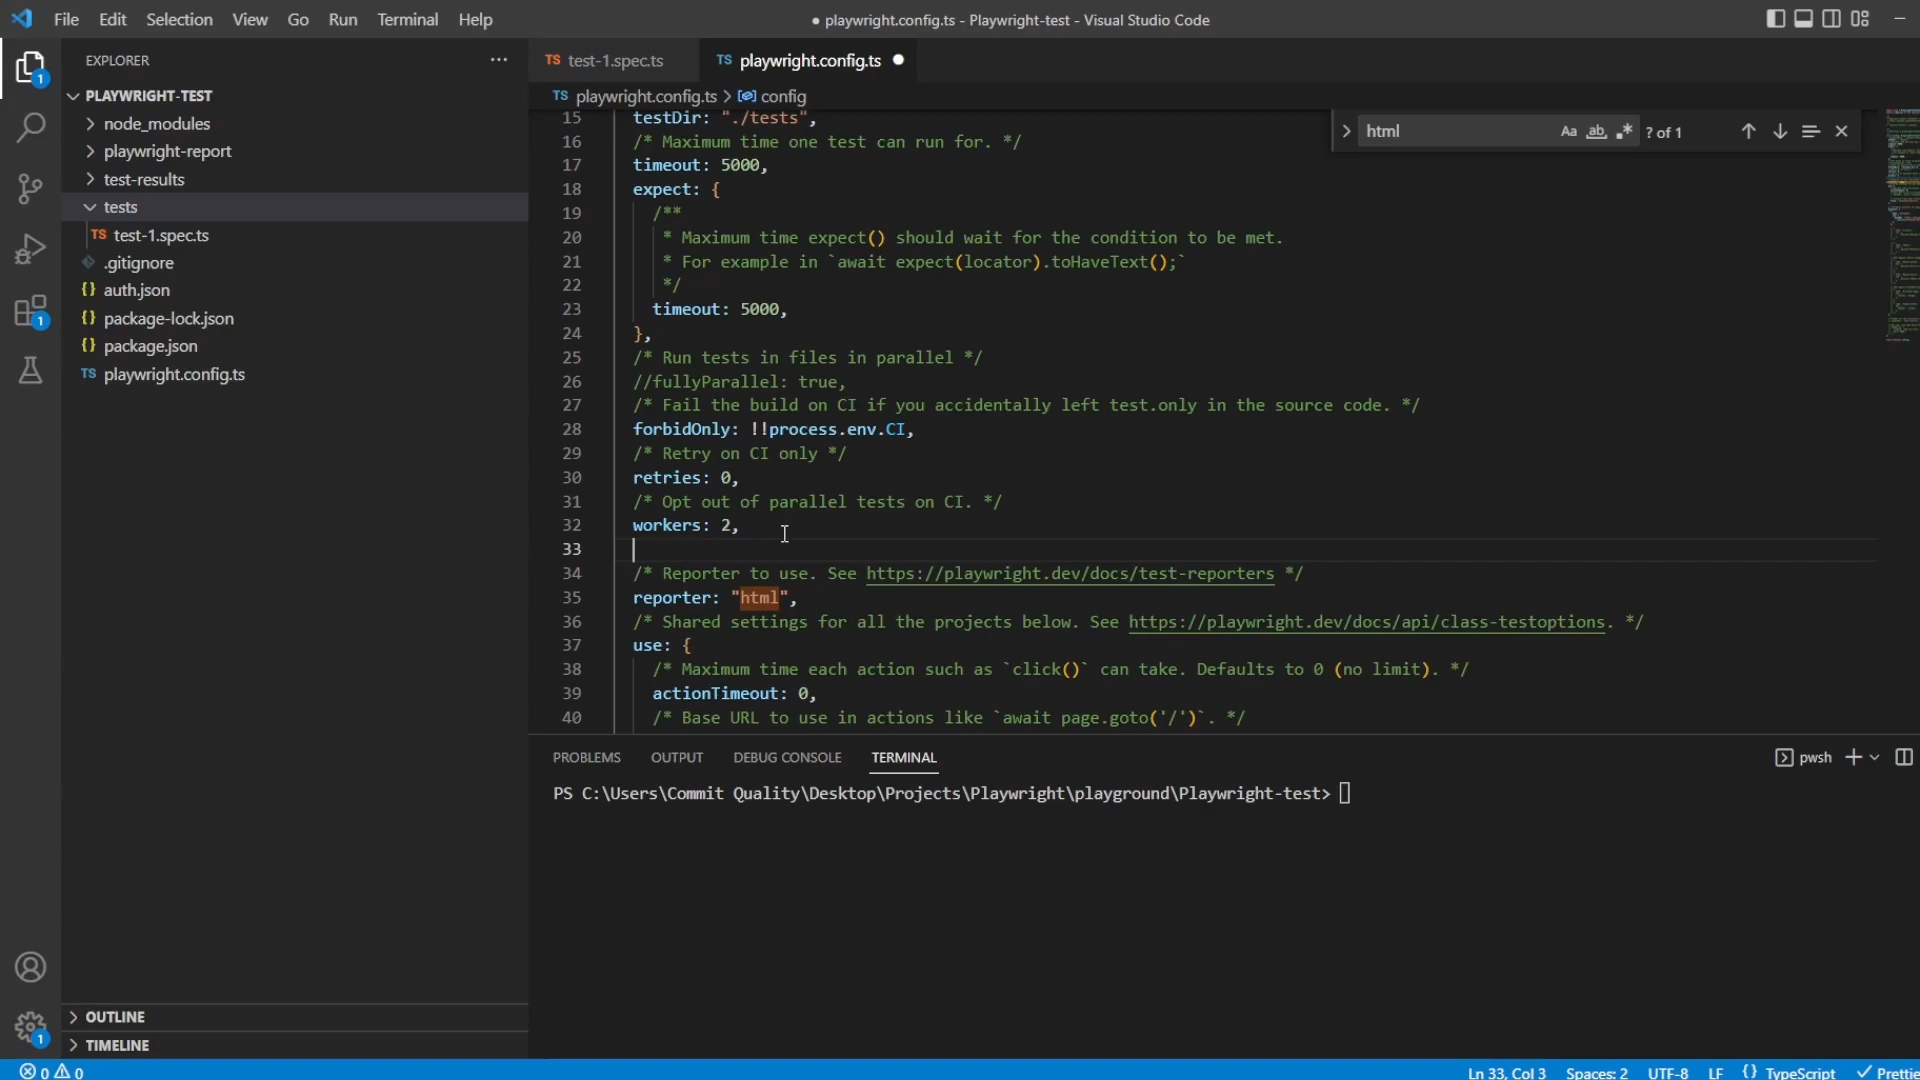 File Edit Selection View Go Run Terminal Help
● playwright.config.ts - Playwright-test - Visual Studio Code
EXPLORER
···
1
PLAYWRIGHT-TEST
node_modules
playwright-report
test-results
tests
TS test-1.spec.ts
.gitignore
{} auth.json
{} package-lock.json
{} package.json
TS playwright.config.ts
1
OUTLINE
TIMELINE
1
TS test-1.spec.ts
TS playwright.config.ts ●
TS playwright.config.ts > config
html Aa ab .* ? of 1
15 testDir: "./tests",
16 /* Maximum time one test can run for. */
17 timeout: 5000,
18 expect: {
19 /**
20 * Maximum time expect() should wait for the condition to be met.
21 * For example in `await expect(locator).toHaveText();`
22 */
23 timeout: 5000,
24 },
25 /* Run tests in files in parallel */
26 //fullyParallel: true,
27 /* Fail the build on CI if you accidentally left test.only in the source code. */
28 forbidOnly: !!process.env.CI,
29 /* Retry on CI only */
30 retries: 0,
31 /* Opt out of parallel tests on CI. */
32 workers: 2,
33
34 /* Reporter to use. See https://playwright.dev/docs/test-reporters */
35 reporter: "html",
36 /* Shared settings for all the projects below. See https://playwright.dev/docs/api/class-testoptions. */
37 use: {
38 /* Maximum time each action such as `click()` can take. Defaults to 0 (no limit). */
39 actionTimeout: 0,
40 /* Base URL to use in actions like `await page.goto('/')`. */
PROBLEMS OUTPUT DEBUG CONSOLE TERMINAL
pwsh
PS C:\Users\Commit Quality\Desktop\Projects\Playwright\playground\Playwright-test>
0 0
Ln 33, Col 3 Spaces: 2 UTF-8 LF {} TypeScript Prettie